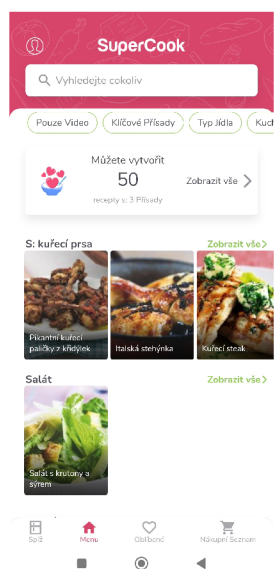 SuperCook
Vyhledejte cokoliv
Pouze Video
Klíčové Přísady
Typ Jídla
Kuch
Můžete vytvořit
50
Zobrazit vše
recepty s: 3 Přísady
S: kuřecí prsa
Zobrazit vše
Pikantní kuřecí
paličky z křidýlek
Italská stehýnka
Kuřecí steak
Salát
Zobrazit vše
Salát s krutony a
sýrem
Spíž
Menu
Oblíbené
Nákupní Seznam